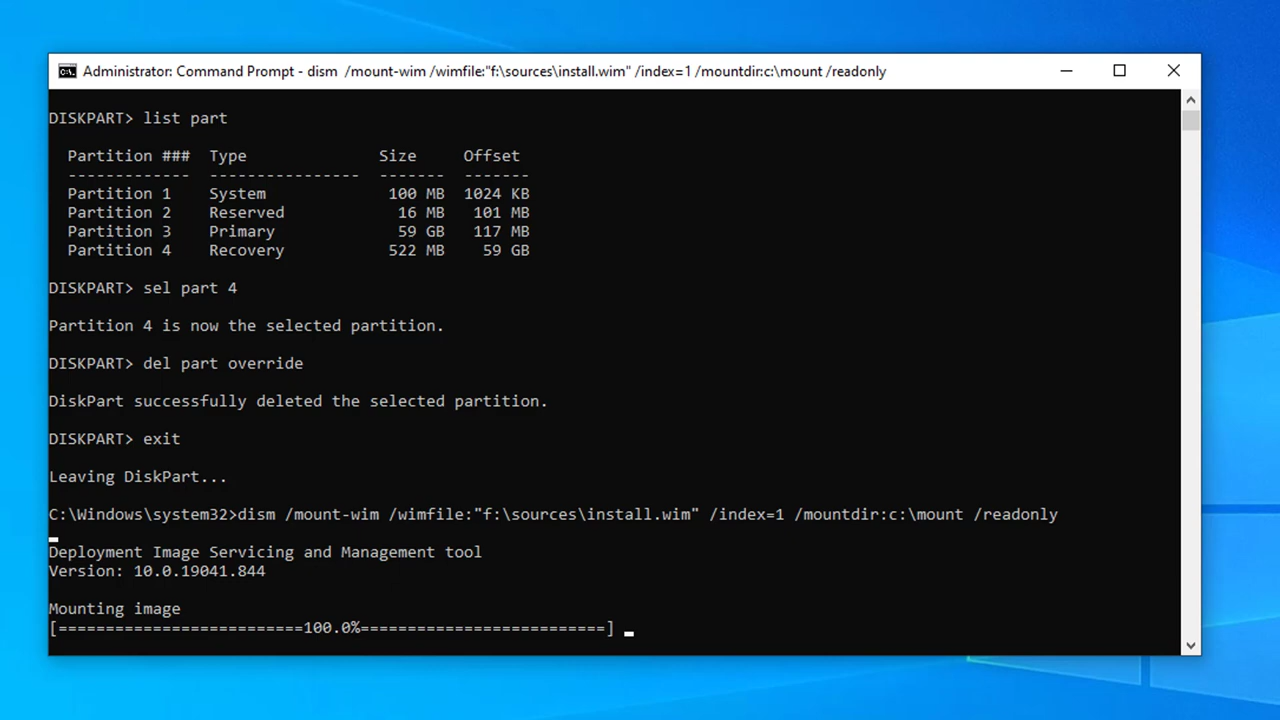 Administrator: Command Prompt - dism  /mount-wim /wimfile:"f:\sources\install.wim" /index=1 /mountdir:c:\mount /readonly
DISKPART> list part
  Partition ###  Type              Size     Offset
  -------------  ----------------  -------  -------
  Partition 1    System             100 MB  1024 KB
  Partition 2    Reserved            16 MB   101 MB
  Partition 3    Primary             59 GB   117 MB
  Partition 4    Recovery           522 MB    59 GB
DISKPART> sel part 4
Partition 4 is now the selected partition.
DISKPART> del part override
DiskPart successfully deleted the selected partition.
DISKPART> exit
Leaving DiskPart...
C:\Windows\system32>dism /mount-wim /wimfile:"f:\sources\install.wim" /index=1 /mountdir:c:\mount /readonly
Deployment Image Servicing and Management tool
Version: 10.0.19041.844
Mounting image
[==========================100.0%==========================]